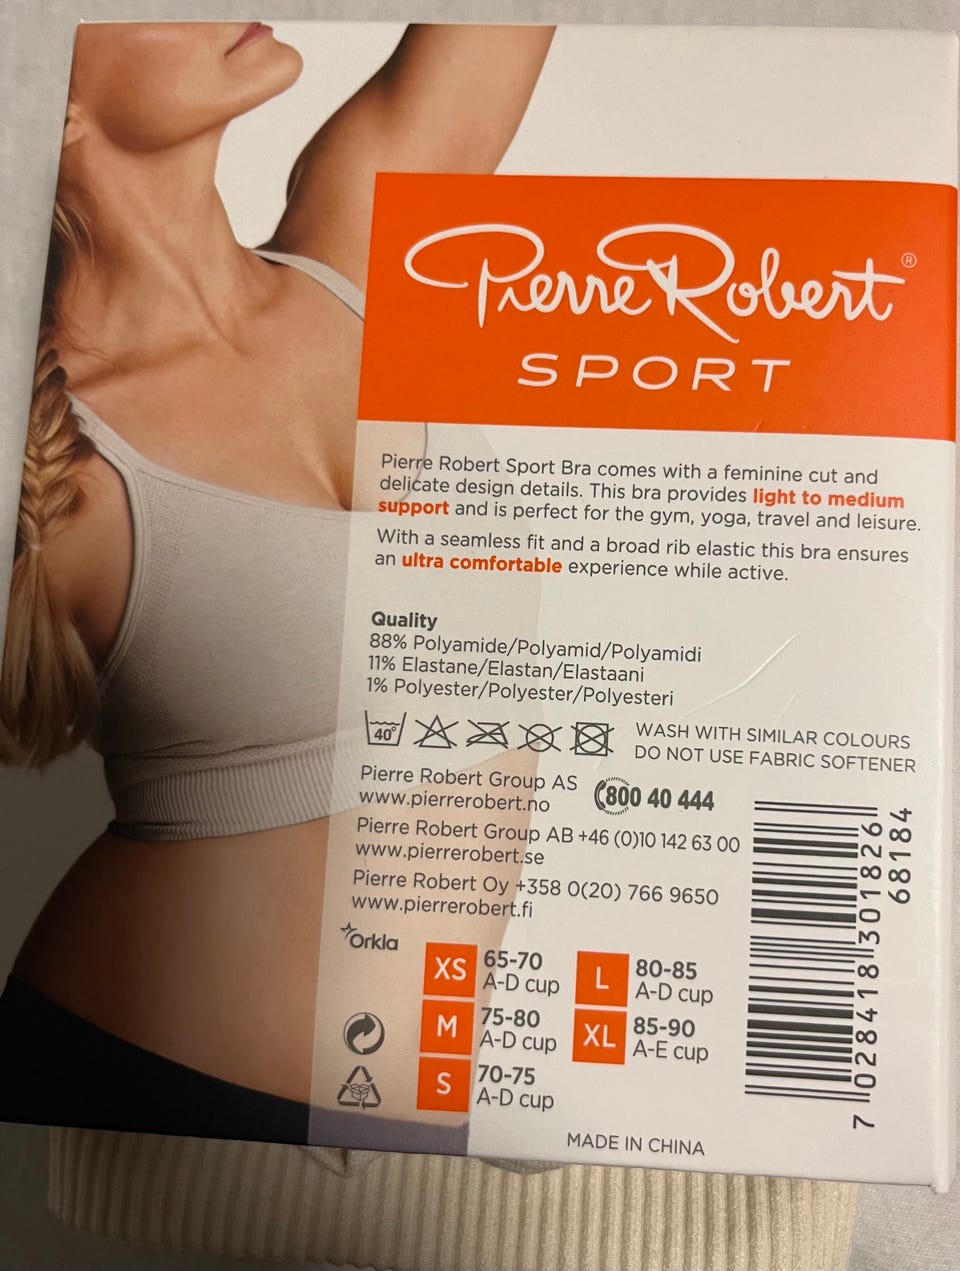 Pierre Robert ®
SPORT
Pierre Robert Sport Bra comes with a feminine cut and
delicate design details. This bra provides light to medium
support and is perfect for the gym, yoga, travel and leisure.
With a seamless fit and a broad rib elastic this bra ensures
an ultra comfortable experience while active.
Quality
88% Polyamide/Polyamid/Polyamidi
11% Elastane/Elastan/Elastaani
1% Polyester/Polyester/Polyesteri
40°
WASH WITH SIMILAR COLOURS
DO NOT USE FABRIC SOFTENER
Pierre Robert Group AS
www.pierrerobert.no
800 40 444
Pierre Robert Group AB +46 (0)10 142 63 00
www.pierrerobert.se
Pierre Robert Oy +358 0(20) 766 9650
www.pierrerobert.fi
Orkla
XS 65-70
A-D cup
L 80-85
A-D cup
M 75-80
A-D cup
XL 85-90
A-E cup
S 70-75
A-D cup
MADE IN CHINA
7 028418 301826
68184